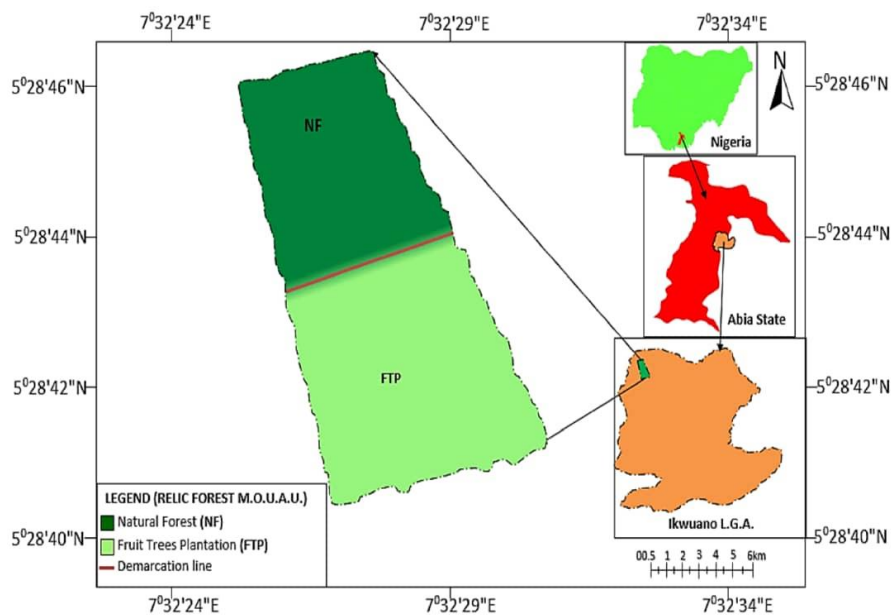 7⁰32'24"E 7⁰32'29"E 7⁰32'34"E
N
5⁰28'46"N 5⁰28'46"N
NF
Nigeria
5⁰28'44"N 5⁰28'44"N
Abia State
5⁰28'42"N 5⁰28'42"N
FTP
LEGEND (RELIC FOREST M.O.U.A.U.)
Natural Forest (NF)
Fruit Trees Plantation (FTP)
Demarcation line
Ikwuano L.G.A.
5⁰28'40"N 5⁰28'40"N
00.5 1 2 3 4 5 6km
7⁰32'24"E 7⁰32'29"E 7⁰32'34"E